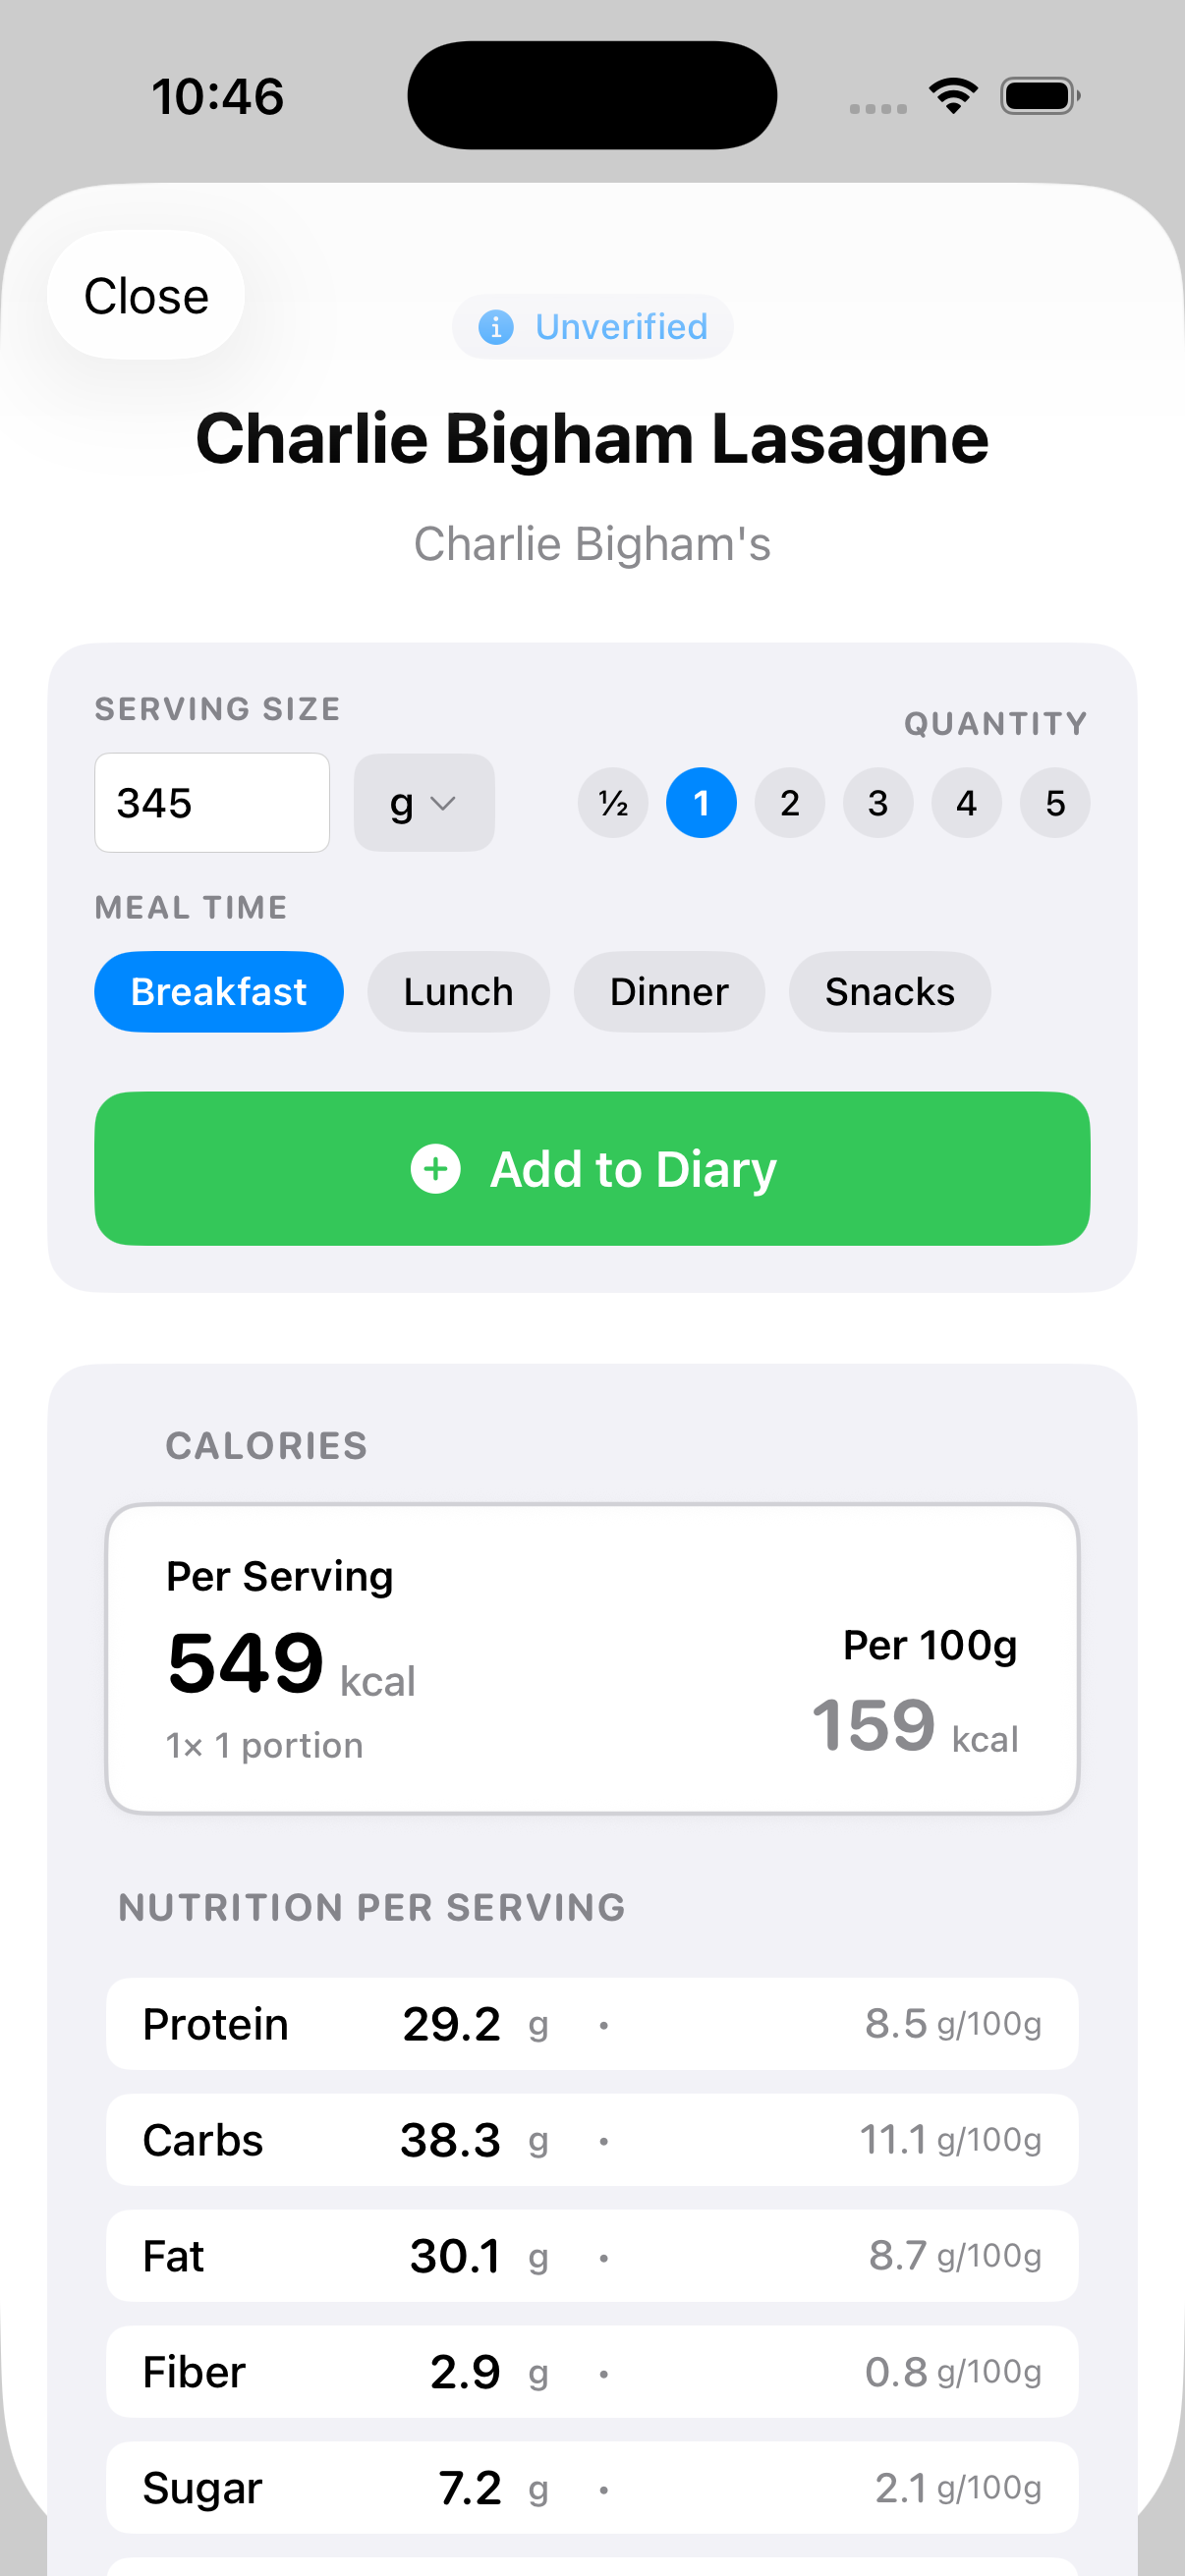 10:46
Close
Unverified
Charlie Bigham Lasagne
Charlie Bigham's
SERVING SIZE
QUANTITY
345 g ½ 1 2 3 4 5
MEAL TIME
Breakfast Lunch Dinner Snacks
Add to Diary
CALORIES
Per Serving
549 kcal
1× 1 portion
Per 100g
159 kcal
NUTRITION PER SERVING
Protein 29.2 g • 8.5 g/100g
Carbs 38.3 g • 11.1 g/100g
Fat 30.1 g • 8.7 g/100g
Fiber 2.9 g • 0.8 g/100g
Sugar 7.2 g • 2.1 g/100g